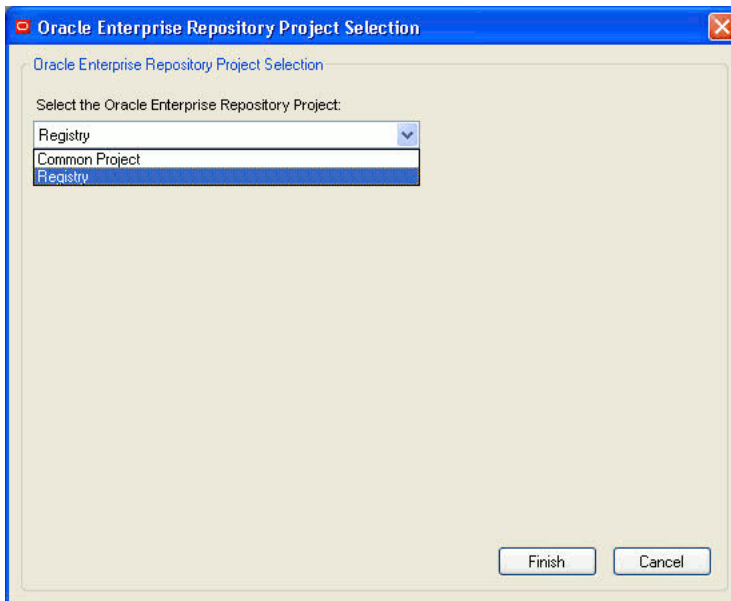 Oracle Enterprise Repository Project Selection
Oracle Enterprise Repository Project Selection
Select the Oracle Enterprise Repository Project:
Registry
Common Project
Registry
Finish Cancel